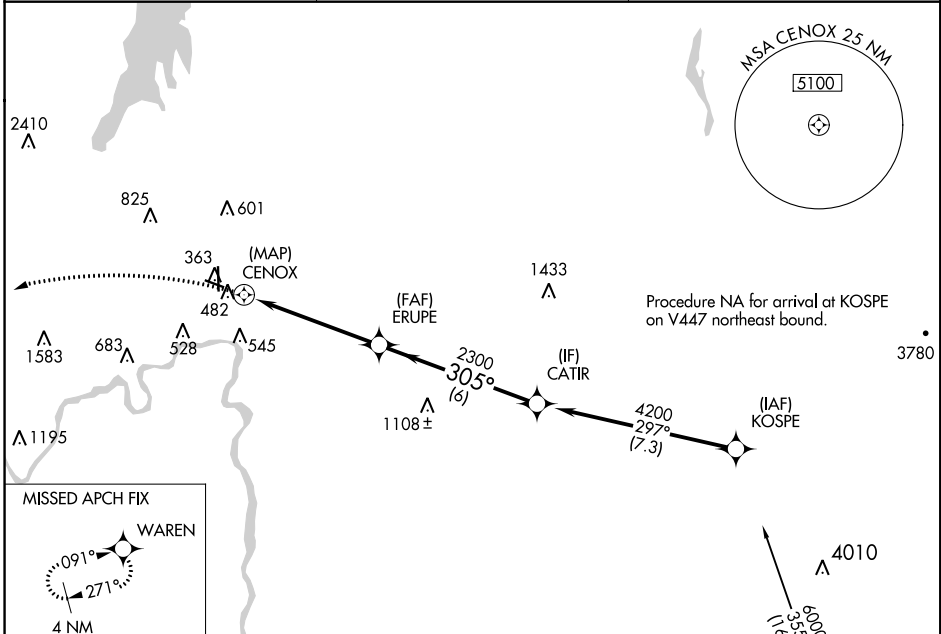 MSA CENOX 25 NM
5100
2410
825
601
363
(MAP)
CENOX
482
1433
(FAF)
ERUPE
Procedure NA for arrival at KOSPE
on V447 northeast bound.
3780
1583
683
528
545
2300
305°
(6)
(IF)
CATIR
1108 ±
4200
297°
(7.3)
(IAF)
KOSPE
1195
MISSED APCH FIX
WAREN
091°
271°
4 NM
4010
6000